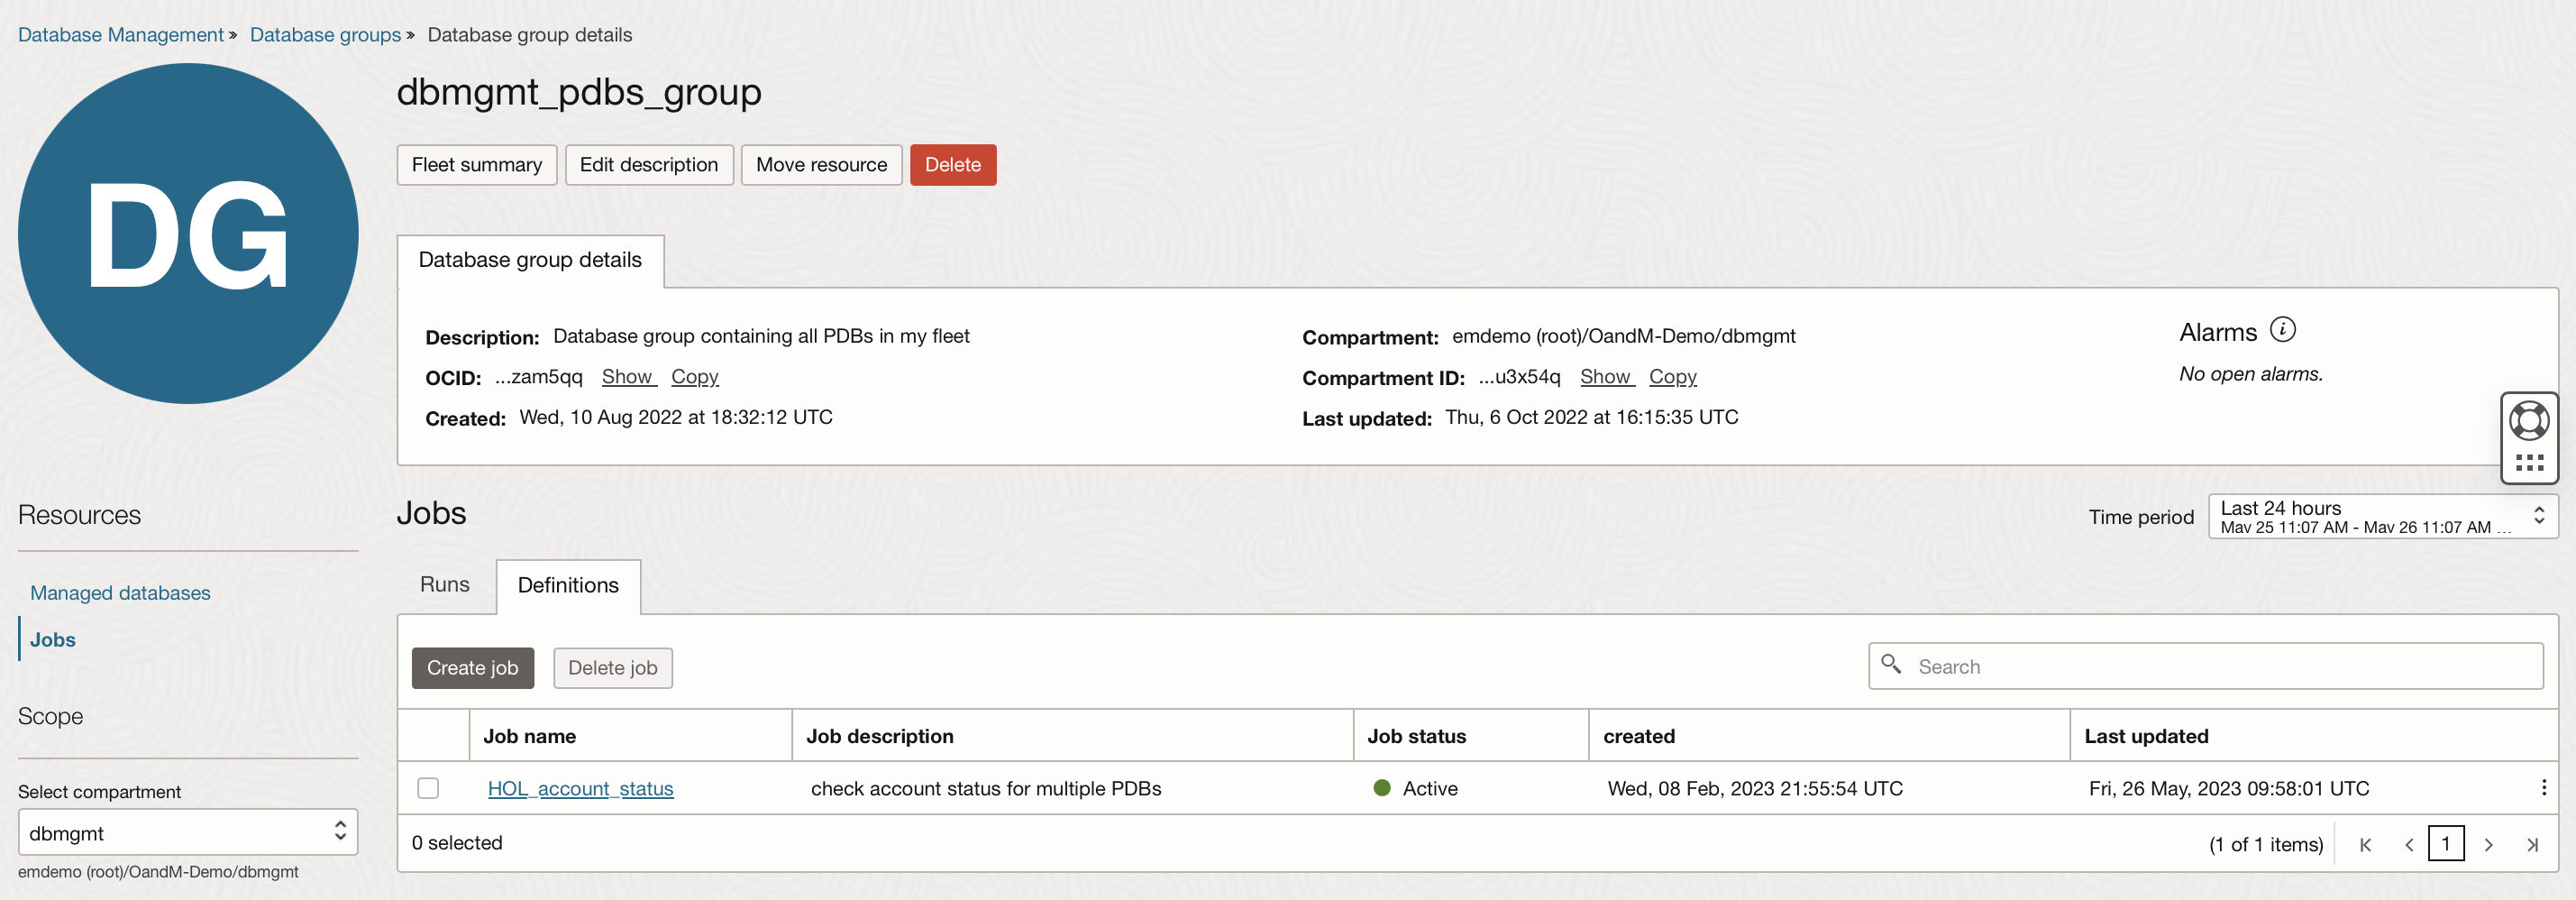 Database Management » Database groups » Database group details
DG
dbmgmt_pdbs_group
Fleet summary Edit description Move resource Delete
Database group details
Description: Database group containing all PDBs in my fleet
OCID: ...zam5qq Show Copy
Created: Wed, 10 Aug 2022 at 18:32:12 UTC
Compartment: emdemo (root)/OandM-Demo/dbmgmt
Compartment ID: ...u3x54q Show Copy
Last updated: Thu, 6 Oct 2022 at 16:15:35 UTC
Alarms i
No open alarms.
Resources
Managed databases
Jobs
Scope
Select compartment
dbmgmt
emdemo (root)/OandM-Demo/dbmgmt
Jobs
Time period Last 24 hours
May 25 11:07 AM - May 26 11:07 AM ...
Runs Definitions
Create job Delete job Search
Job name Job description Job status created Last updated
HOL_account_status check account status for multiple PDBs Active Wed, 08 Feb, 2023 21:55:54 UTC Fri, 26 May, 2023 09:58:01 UTC
0 selected (1 of 1 items) 1